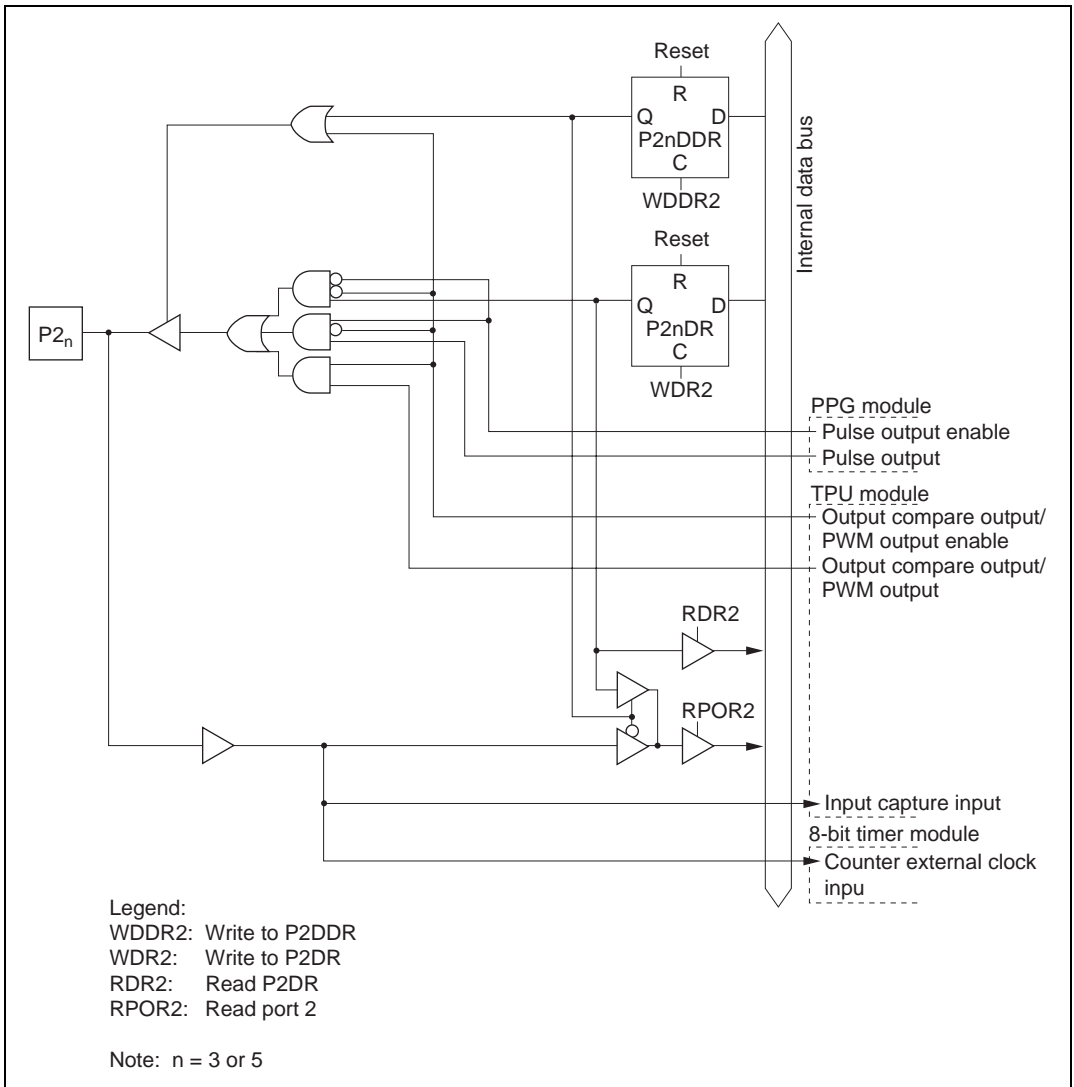 Reset
R
Q D
P2nDDR
C
WDDR2
Internal data bus
Reset
R
Q D
P2nDR
C
WDR2
P2n
PPG module
Pulse output enable
Pulse output
TPU module
Output compare output/
PWM output enable
Output compare output/
PWM output
RDR2
RPOR2
Input capture input
8-bit timer module
Counter external clock
inpu
Legend:
WDDR2: Write to P2DDR
WDR2: Write to P2DR
RDR2: Read P2DR
RPOR2: Read port 2
Note: n = 3 or 5